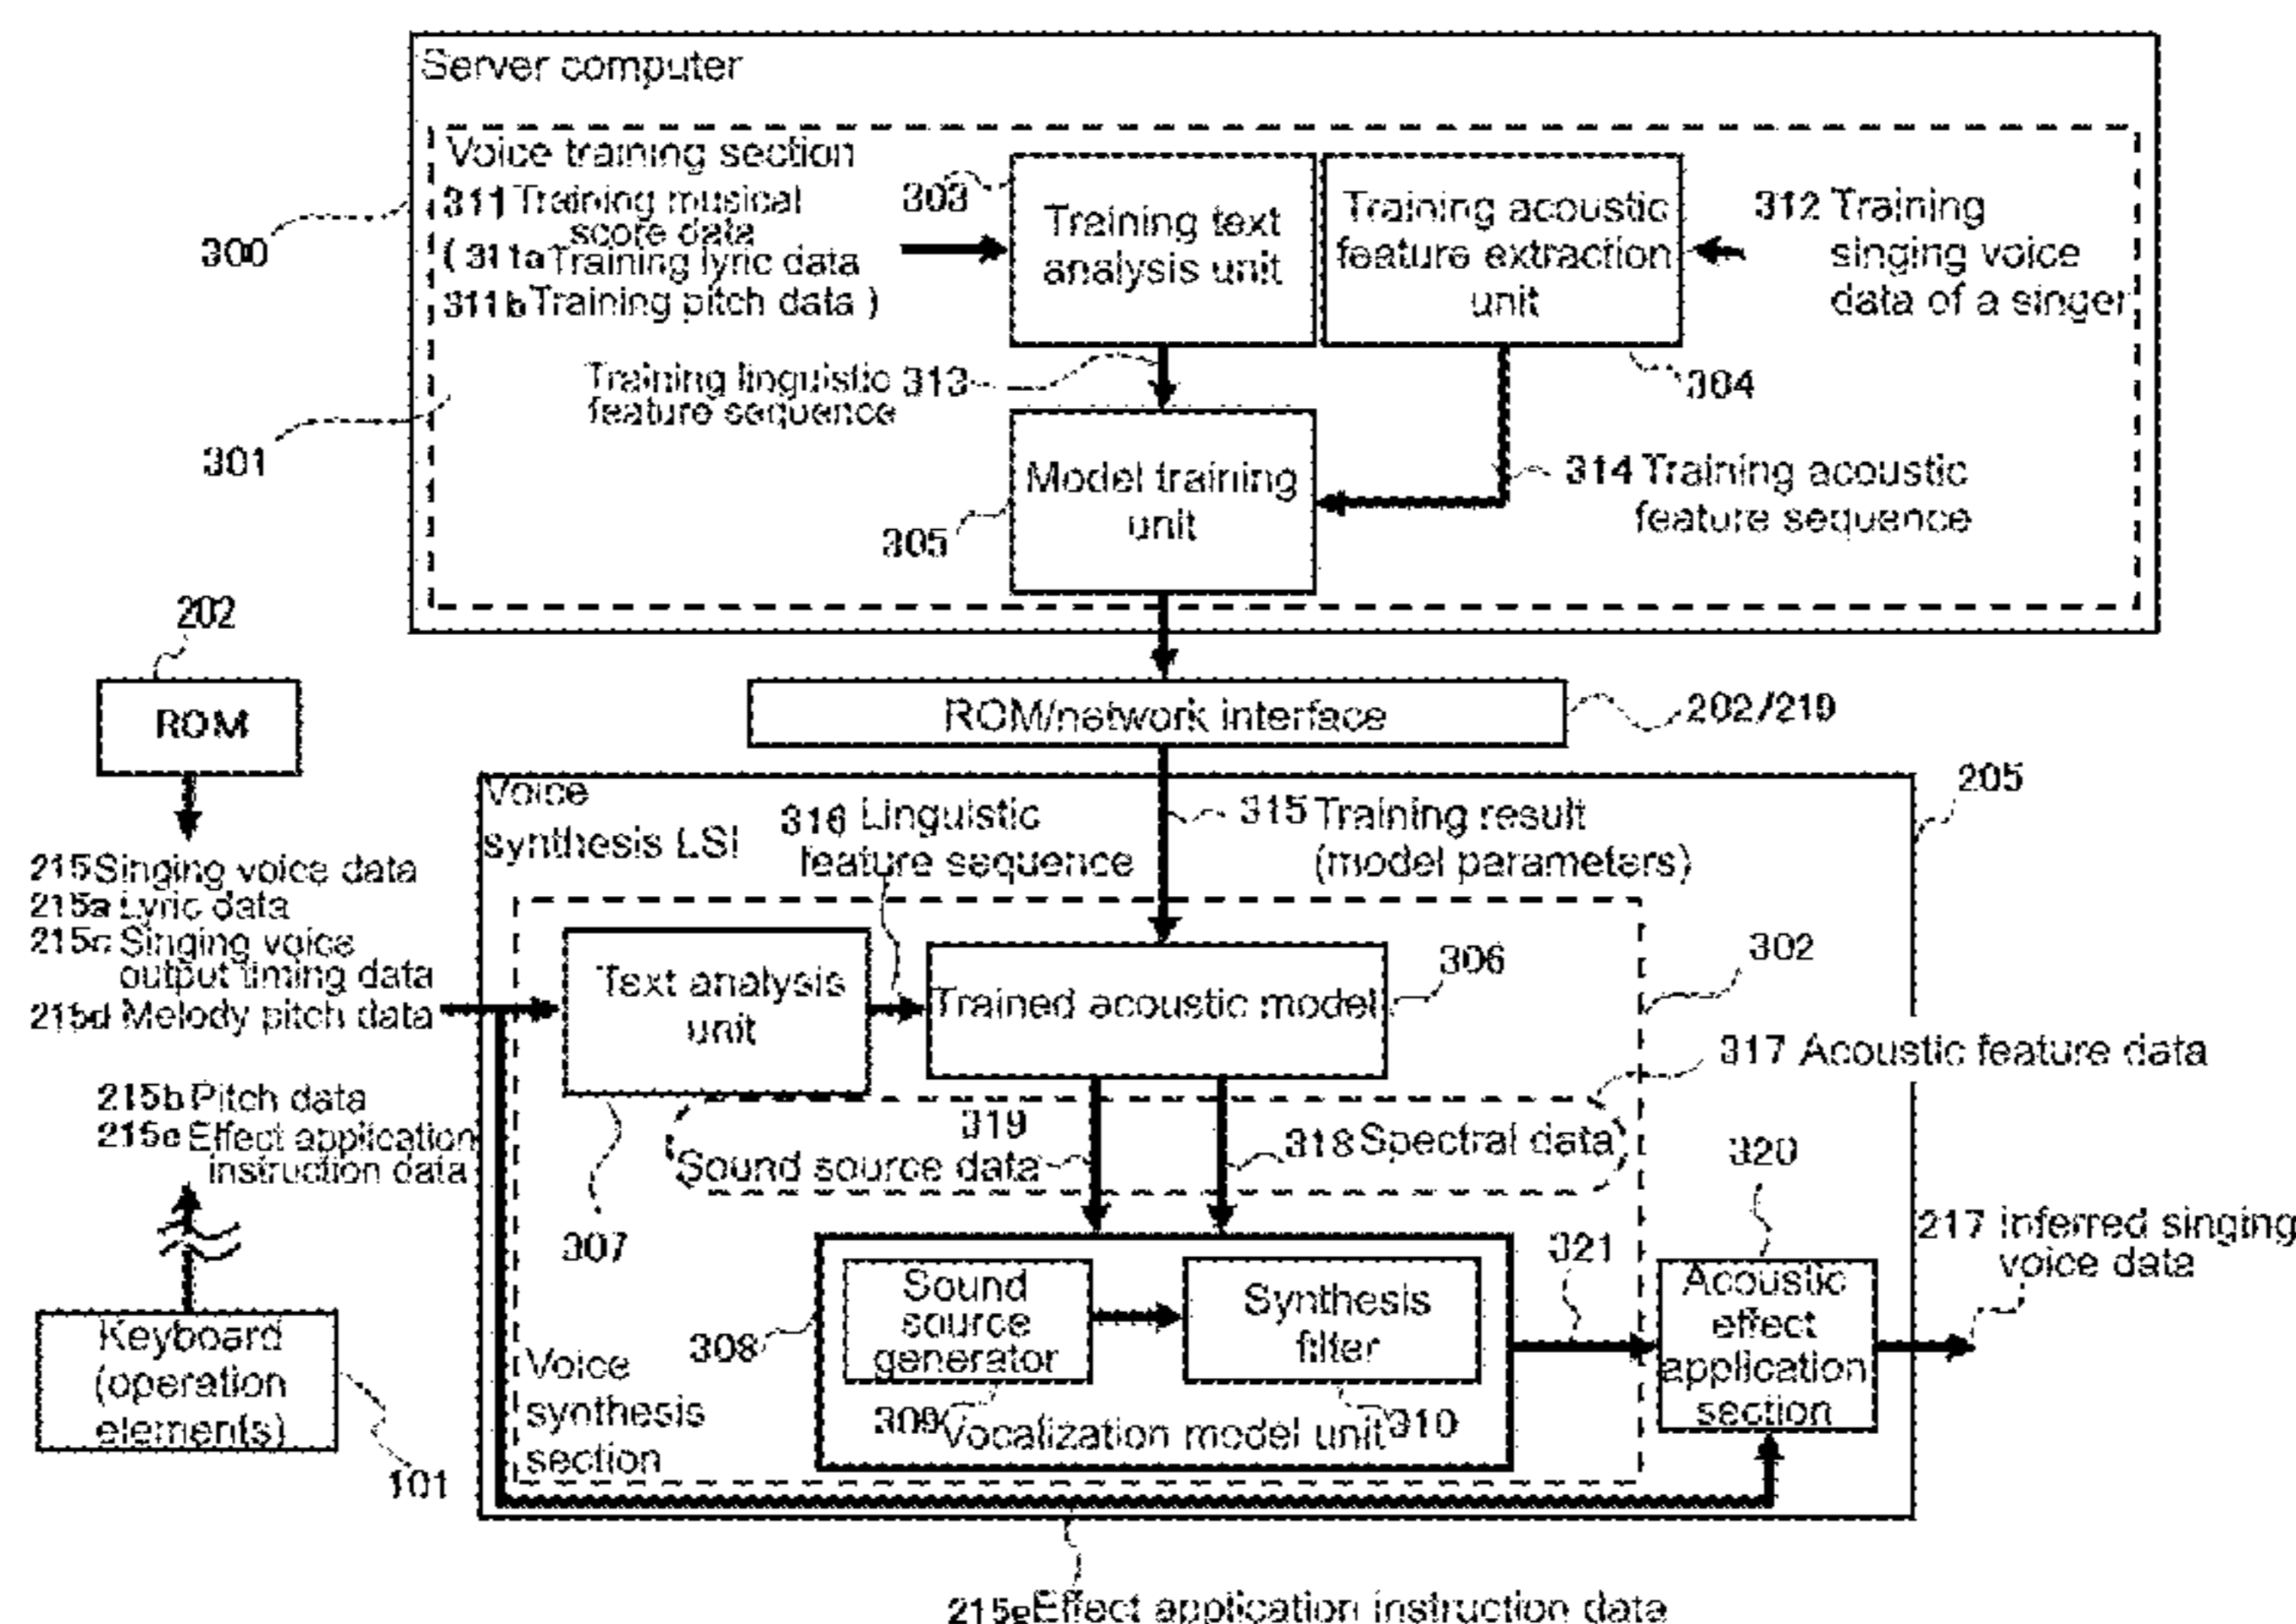 Server computer
Voice training section
311 Training musical
score data
( 311a Training lyric data
311b Training pitch data )
303
Training text
analysis unit
Training acoustic
feature extraction
unit
312 Training
singing voice
data of a singer
300
Training linguistic 313
feature sequence
304
301
Model training
unit
305
314 Training acoustic
feature sequence
202
ROM
ROM/network interface
202/219
205
Voice
synthesis LSI
316 Linguistic
feature sequence
315 Training result
(model parameters)
215 Singing voice data
215a Lyric data
215c Singing voice
output timing data
215d Melody pitch data
Text analysis
unit
Trained acoustic model
306
302
317 Acoustic feature data
215b Pitch data
215e Effect application
instruction data
319
Sound source data
318 Spectral data
320
307
321
217 Inferred singing
voice data
Keyboard
(operation
elements)
101
308
Sound
source
generator
Synthesis
filter
Acoustic
effect
application
section
Voice
synthesis
section
309
Vocalization model unit
310
215e Effect application instruction data